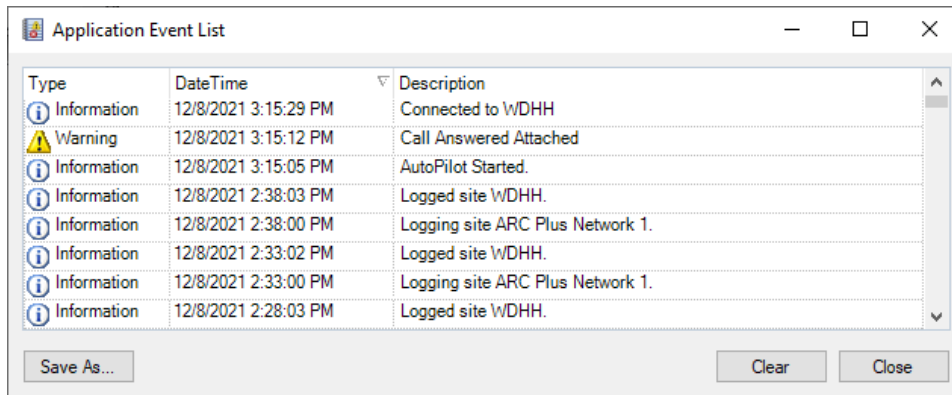 Application Event List
Type DateTime Description
Information 12/8/2021 3:15:29 PM Connected to WDHH
Warning 12/8/2021 3:15:12 PM Call Answered Attached
Information 12/8/2021 3:15:05 PM AutoPilot Started.
Information 12/8/2021 2:38:03 PM Logged site WDHH.
Information 12/8/2021 2:38:00 PM Logging site ARC Plus Network 1.
Information 12/8/2021 2:33:02 PM Logged site WDHH.
Information 12/8/2021 2:33:00 PM Logging site ARC Plus Network 1.
Information 12/8/2021 2:28:03 PM Logged site WDHH.
Save As... Clear Close